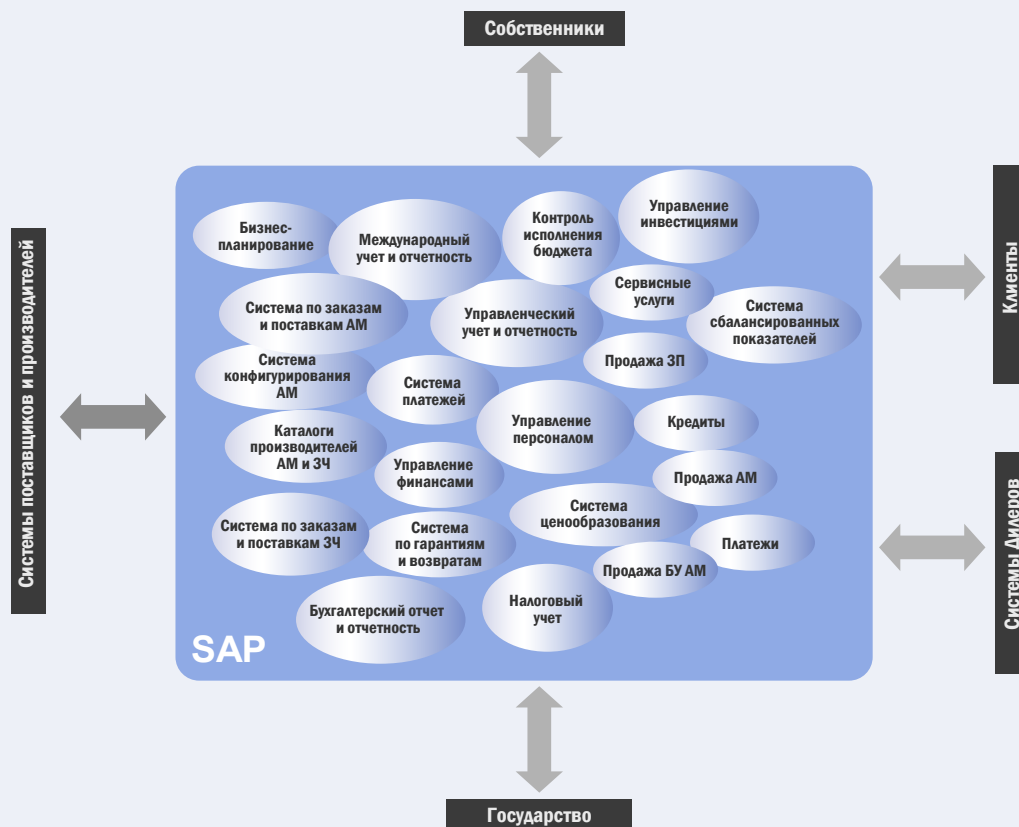 Собственники
Бизнес-
планирование
Международный
учет и отчетность
Контроль
исполнения
бюджета
Управление
инвестициями
Система по заказам
и поставкам АМ
Управленческий
учет и отчетность
Сервисные
услуги
Система
сбалансированных
показателей
Система
конфигурирования
АМ
Система
платежей
Продажа ЗП
Управление
персоналом
Кредиты
Каталоги
производителей
АМ и ЗЧ
Управление
финансами
Продажа АМ
Система
ценообразования
Система по заказам
и поставкам ЗЧ
Система
по гарантиям
и возвратам
Платежи
Продажа БУ АМ
Бухгалтерский отчет
и отчетность
Налоговый
учет
SAP
Системы поставщиков и производителей
Клиенты
Системы Дилеров
Государство